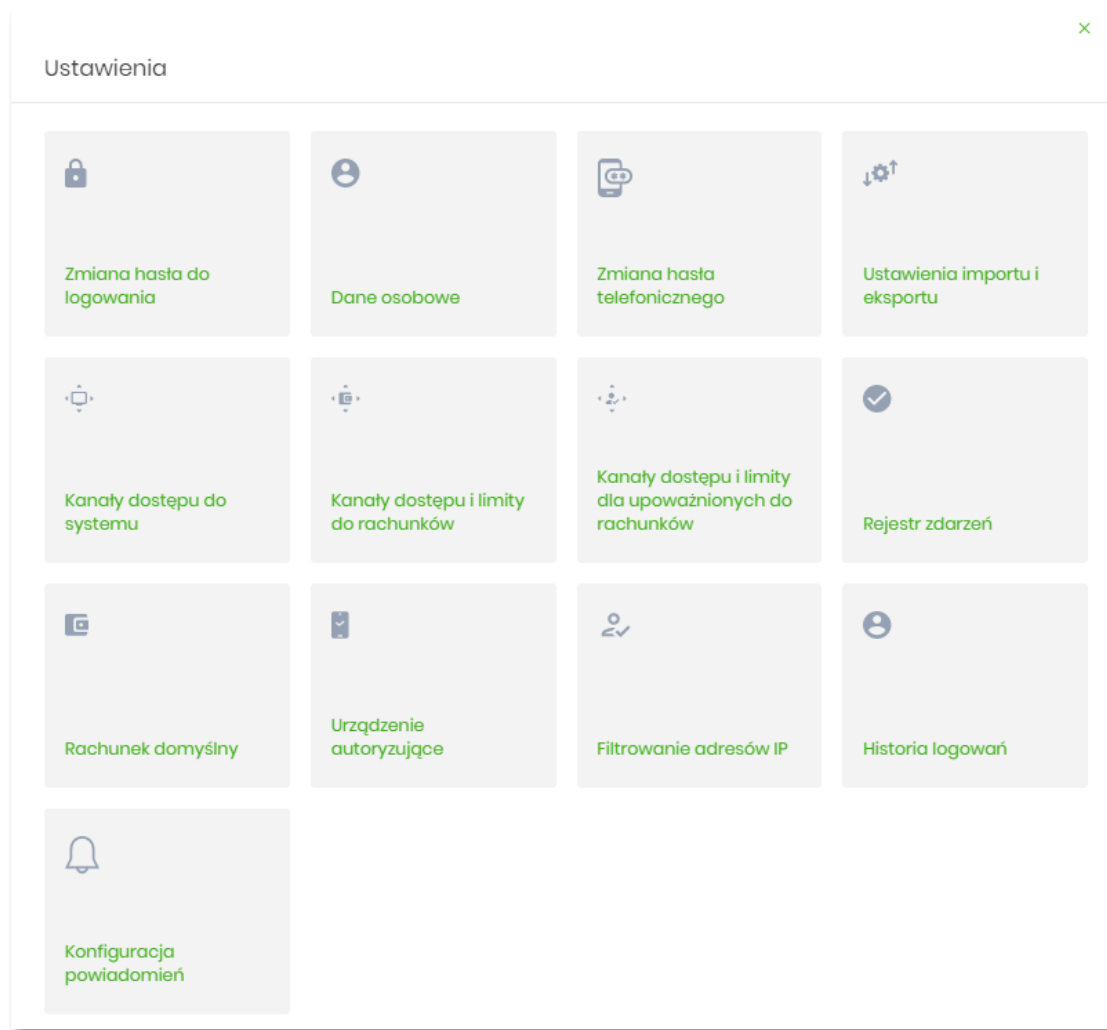 Ustawienia
Zmiana hasła do
logowania
Dane osobowe
Zmiana hasła
telefonicznego
Ustawienia importu i
eksportu
Kanały dostępu do
systemu
Kanały dostępu i limity
do rachunków
Kanały dostępu i limity
dla upoważnionych do
rachunków
Rejestr zdarzeń
Rachunek domyślny
Urządzenie
autoryzujące
Filtrowanie adresów IP
Historia logowań
Konfiguracja
powiadomień